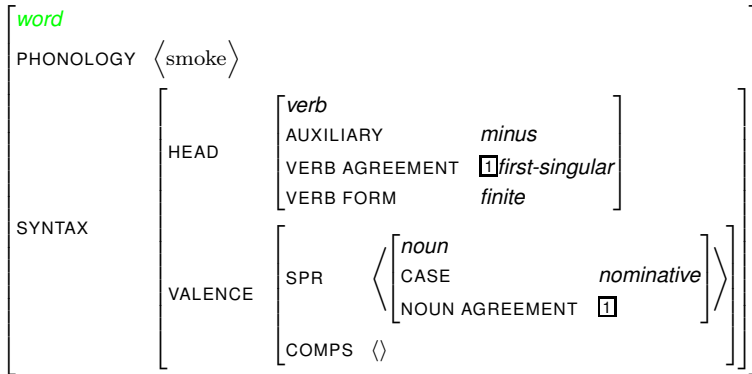 word
PHONOLOGY ⟨smoke⟩
SYNTAX
HEAD
verb
AUXILIARY minus
VERB AGREEMENT 1 first-singular
VERB FORM finite
VALENCE
SPR
noun
CASE nominative
NOUN AGREEMENT 1
COMPS ⟨⟩